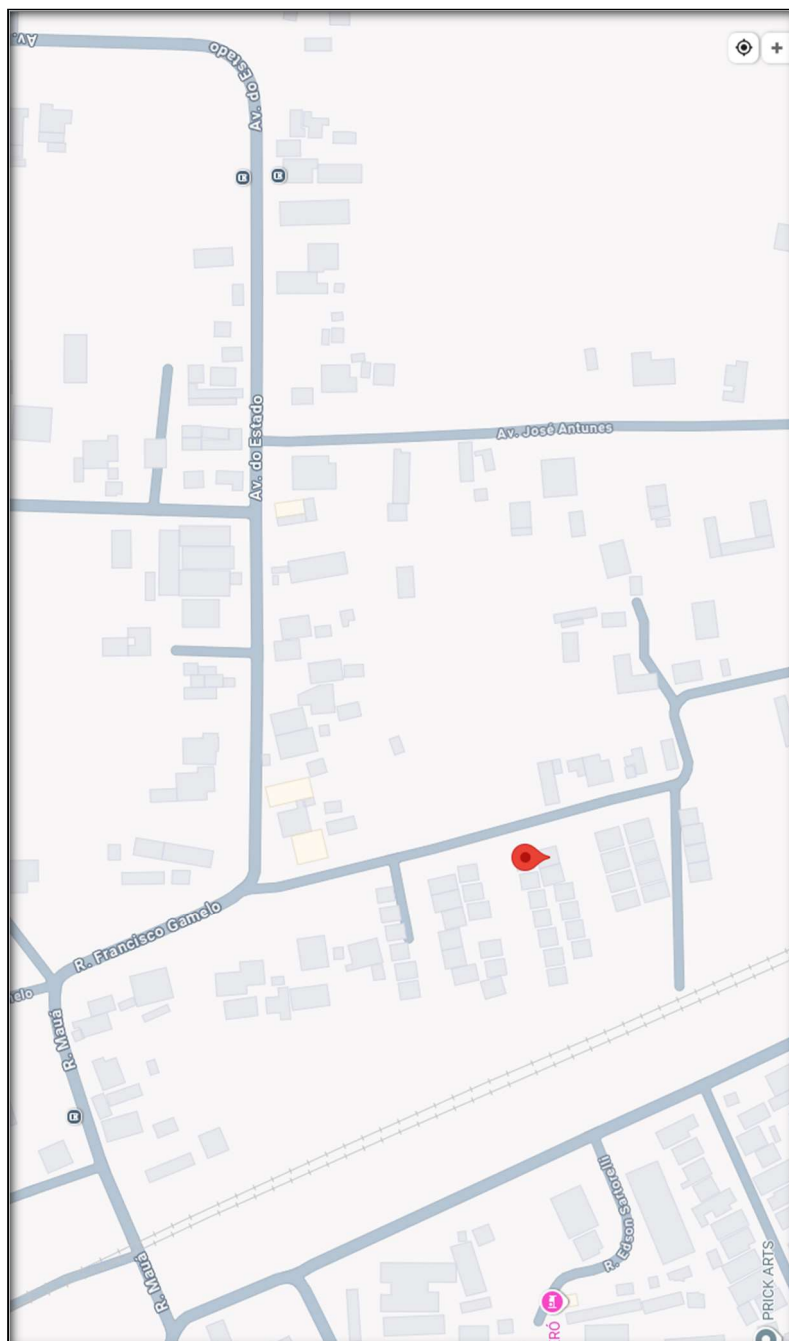 Av.
Av. do Estado
Av. do Estado
Av. José Antunes
R. Francisco Gamelo
elo
R. Mauá
R. Mauá
R. Edson Sartorelli
RÓ
PRICK ARTS